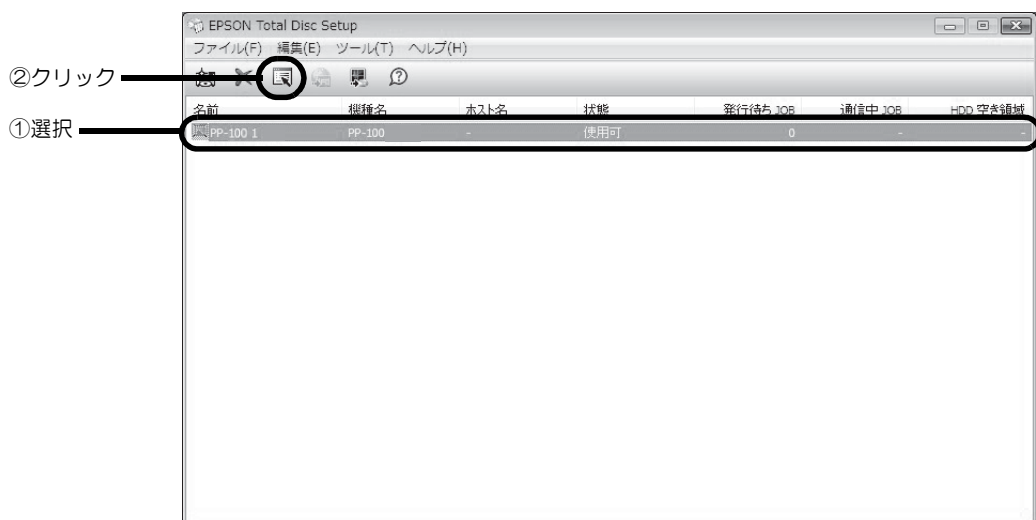 EPSON Total Disc Setup
ファイル(F) 編集(E) ツール(T) ヘルプ(H)
②クリック
名前 機種名 ホスト名 状態 発行待ち JOB 通信中 JOB HDD 空き領域
①選択
PP-100 1 PP-100 - 使用可 0 - -